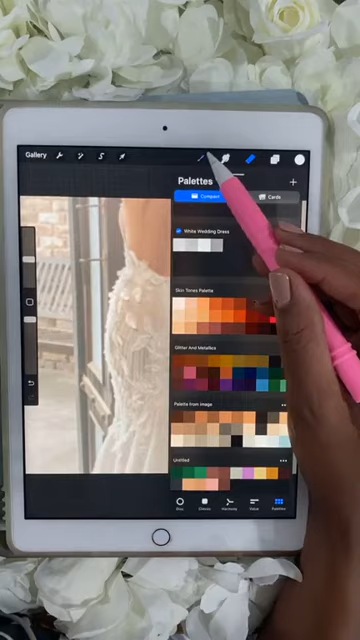 Gallery
Palettes
Compact
Cards
White Wedding Dress
Skin Tones Palette
Glitter And Metallics
Palette from image
Untitled
Disc
Classic
Harmony
Value
Palettes